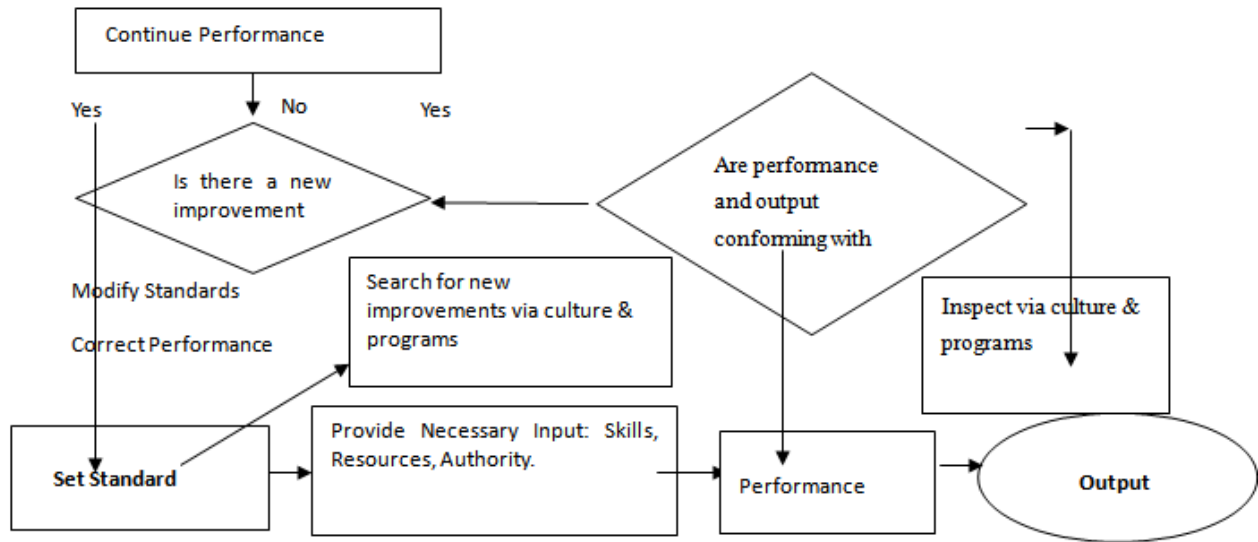 Continue Performance
Yes
No
Yes
Is there a new
improvement
Are performance
and output
conforming with
Modify Standards
Correct Performance
Search for new
improvements via culture &
programs
Inspect via culture &
programs
Set Standard
Provide Necessary Input: Skills,
Resources, Authority.
Performance
Output